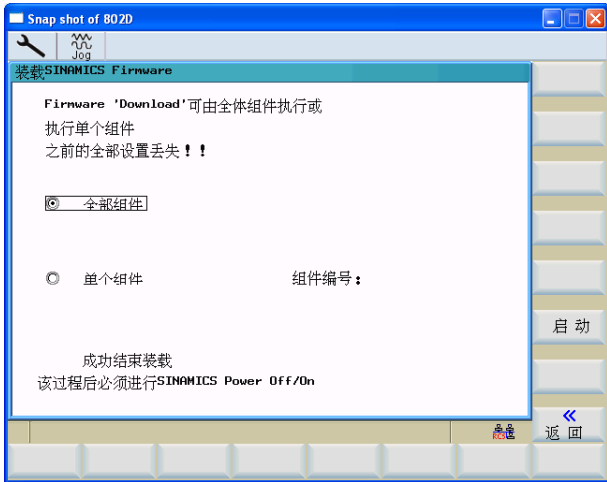 Snap shot of 802D
Jog
装载SINAMICS Firmware
Firmware 'Download'可由全体组件执行或
执行单个组件
之前的全部设置丢失！！
全部组件
单个组件 组件编号：
启动
成功结束装载
该过程后必须进行SINAMICS Power Off/On
RCS
返回